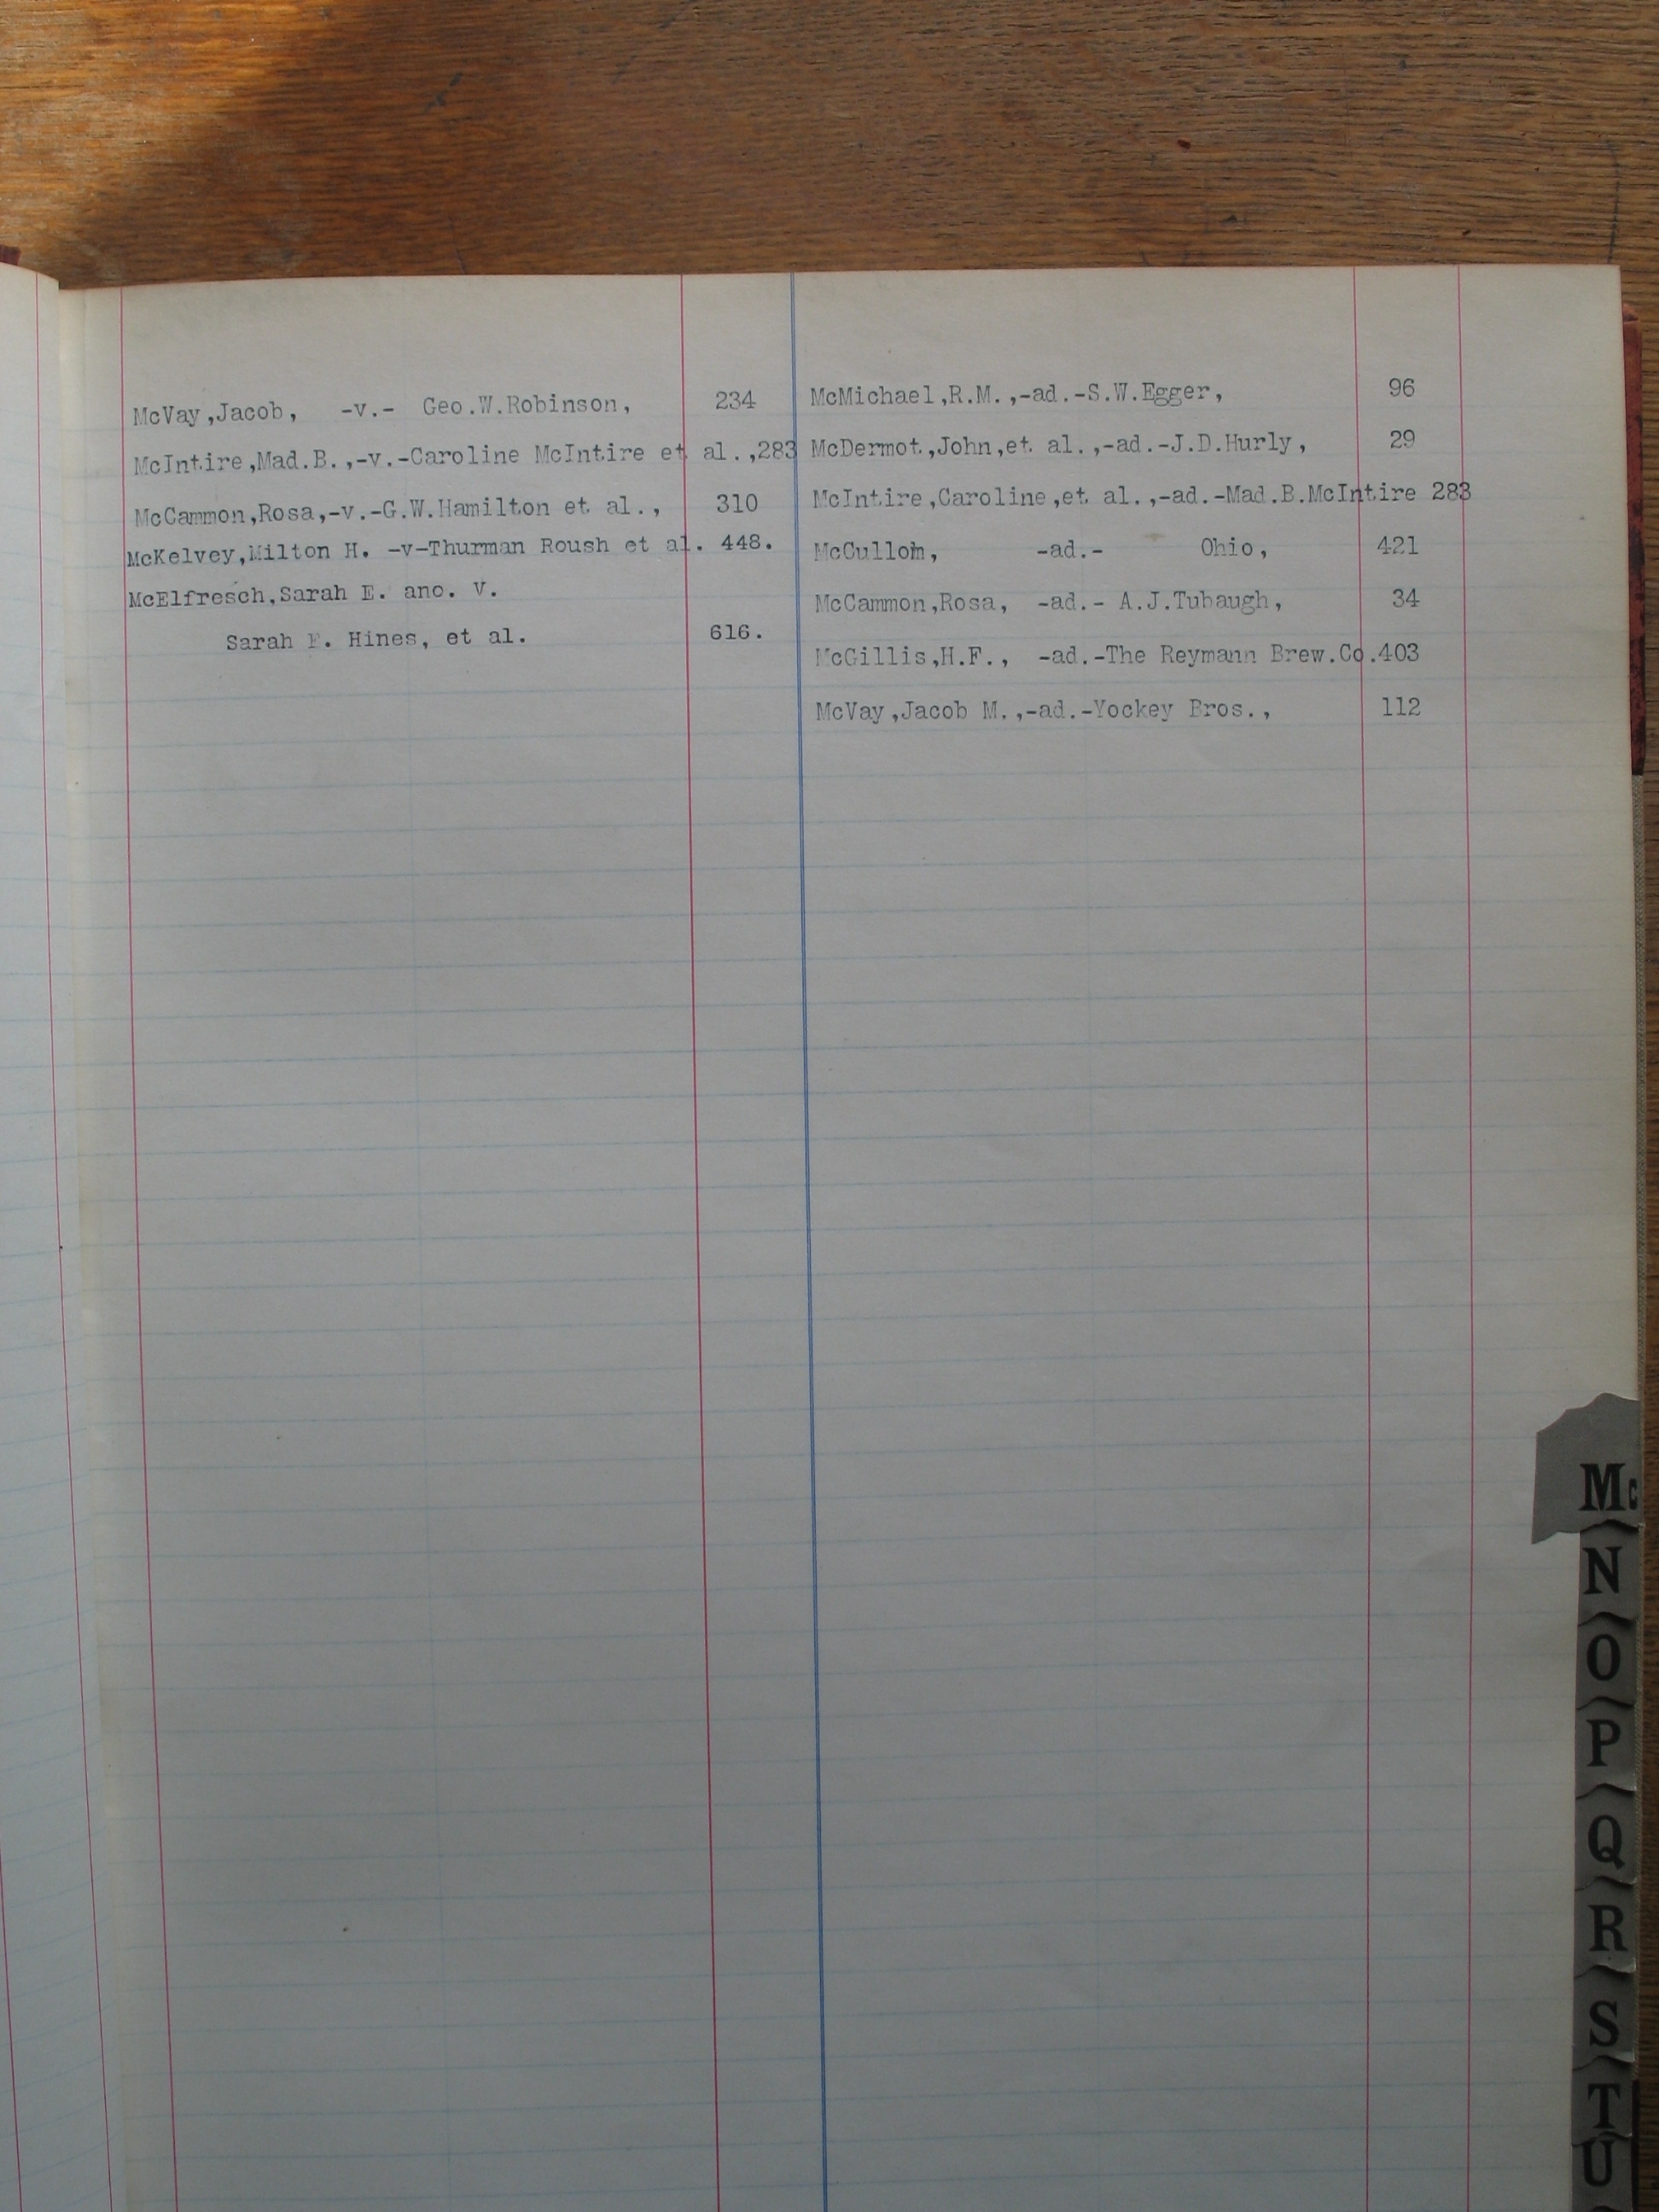 McVay,Jacob, -v.- Geo.W.Robinson, 234
McIntire,Mad.B.,-v.-Caroline McIntire et al.,283
McCammon,Rosa,-v.-G.W.Hamilton et al., 310
McKelvey,Milton H. -v-Thurman Roush et al. 448.
McElfresch,Sarah E. ano. V.
Sarah E. Hines, et al. 616.
McMichael,R.M.,-ad.-S.W.Egger, 96
McDermot,John,et al.,-ad.-J.D.Hurly, 29
McIntire,Caroline,et al.,-ad.-Mad.B.McIntire 283
McCullom, -ad.- Ohio, 421
McCammon,Rosa, -ad.- A.J.Tubaugh, 34
McGillis,H.F., -ad.-The Reymann Brew.Co.403
McVay,Jacob M.,-ad.-Yockey Bros., 112
Mc
N
O
P
Q
R
S
T
U